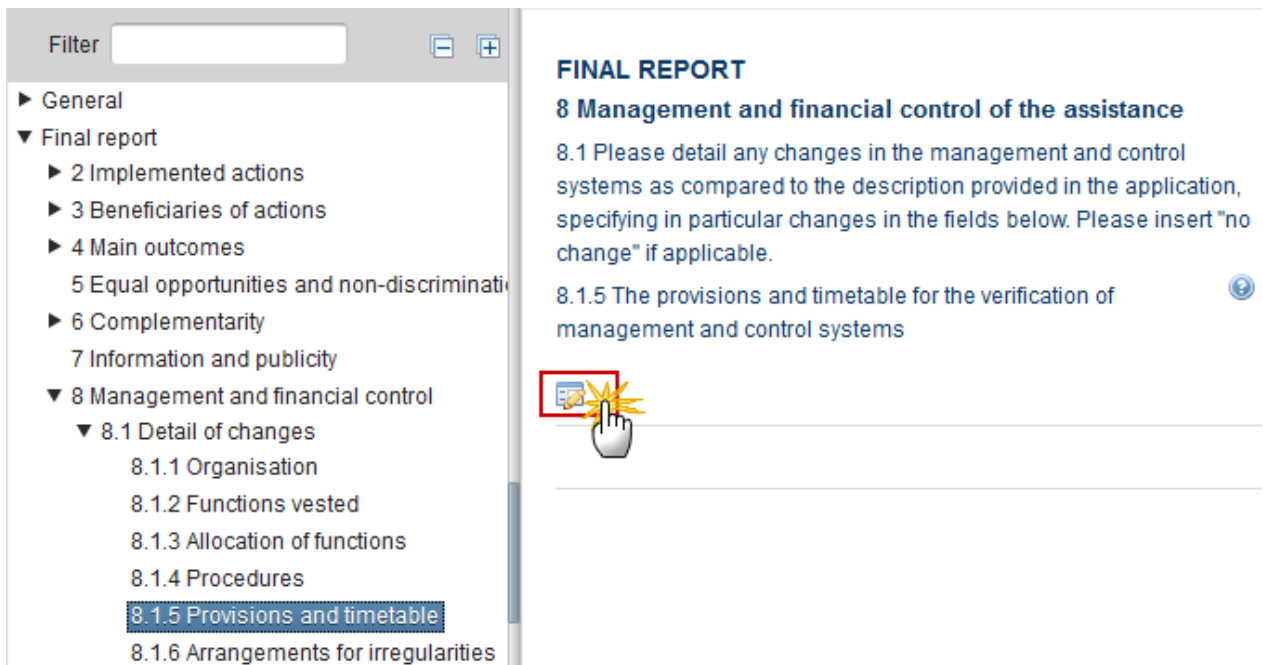 Filter
General
Final report
2 Implemented actions
3 Beneficiaries of actions
4 Main outcomes
5 Equal opportunities and non-discriminati
6 Complementarity
7 Information and publicity
8 Management and financial control
8.1 Detail of changes
8.1.1 Organisation
8.1.2 Functions vested
8.1.3 Allocation of functions
8.1.4 Procedures
8.1.5 Provisions and timetable
8.1.6 Arrangements for irregularities
FINAL REPORT
8 Management and financial control of the assistance
8.1 Please detail any changes in the management and control
systems as compared to the description provided in the application,
specifying in particular changes in the fields below. Please insert "no
change" if applicable.
8.1.5 The provisions and timetable for the verification of
management and control systems